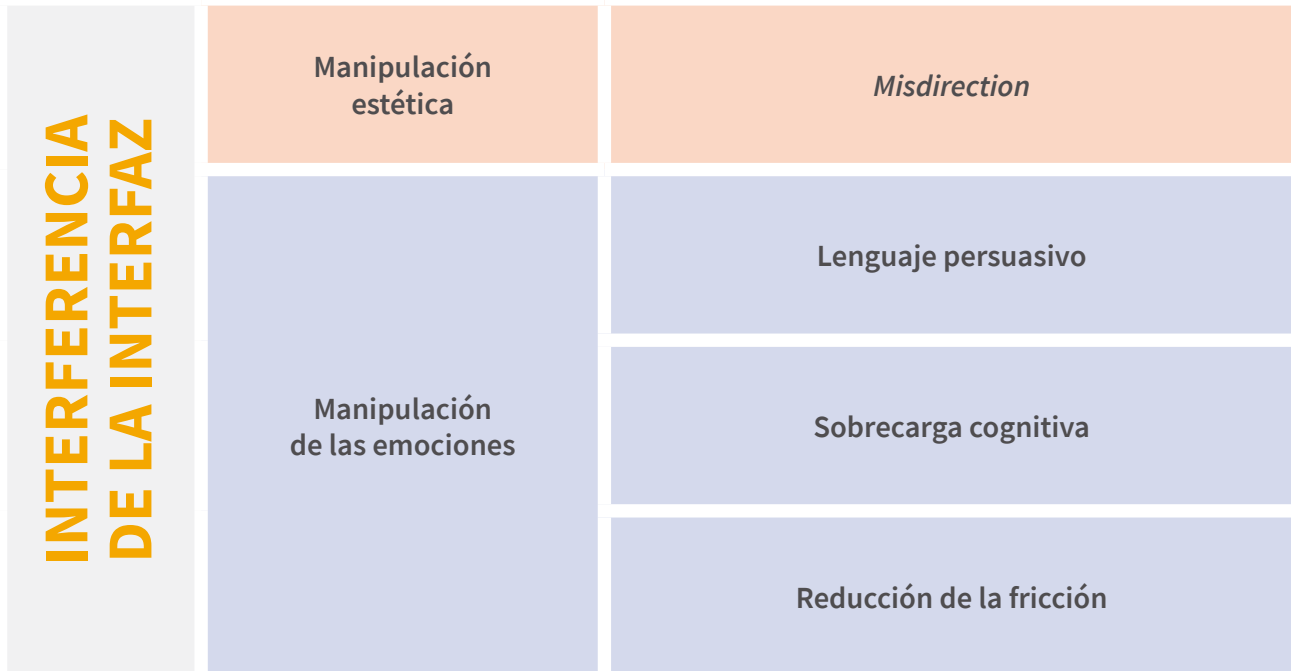 INTERFERENCIA
DE LA INTERFAZ
Manipulación
estética
Misdirection
Manipulación
de las emociones
Lenguaje persuasivo
Sobrecarga cognitiva
Reducción de la fricción